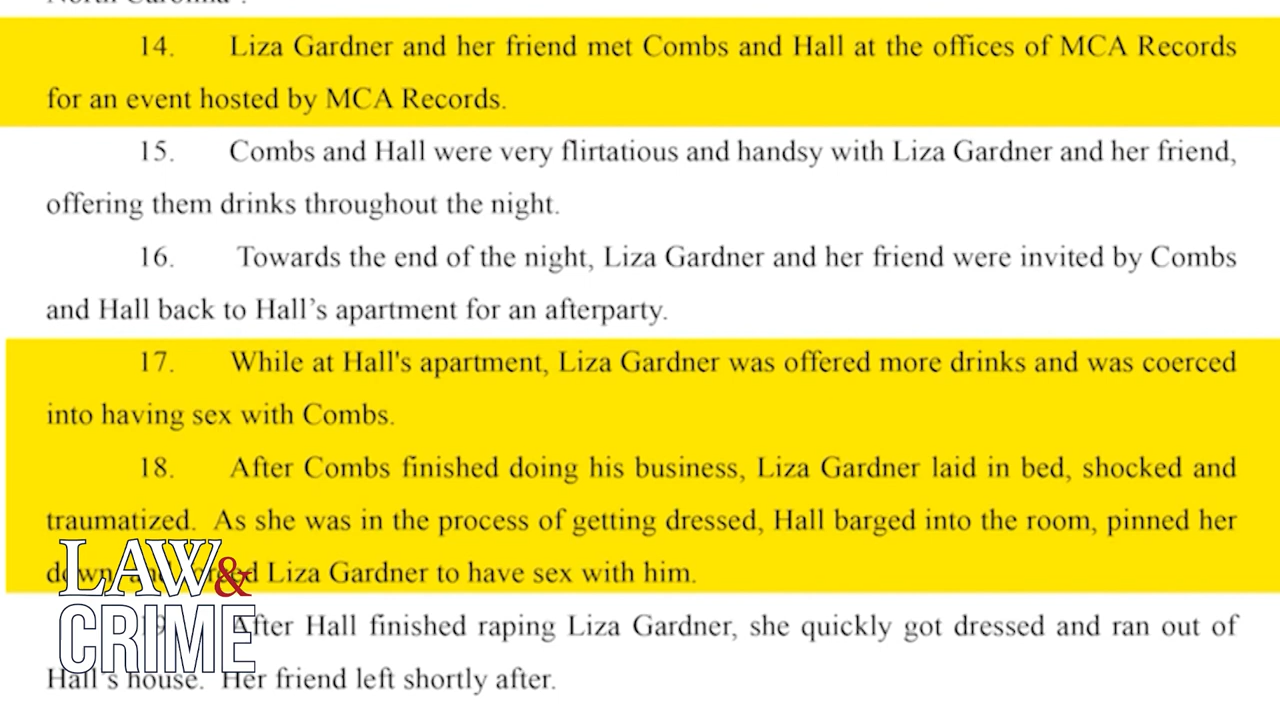 North Carolina".
14. Liza Gardner and her friend met Combs and Hall at the offices of MCA Records
for an event hosted by MCA Records.
15. Combs and Hall were very flirtatious and handsy with Liza Gardner and her friend,
offering them drinks throughout the night.
16. Towards the end of the night, Liza Gardner and her friend were invited by Combs
and Hall back to Hall’s apartment for an afterparty.
17. While at Hall's apartment, Liza Gardner was offered more drinks and was coerced
into having sex with Combs.
18. After Combs finished doing his business, Liza Gardner laid in bed, shocked and
traumatized. As she was in the process of getting dressed, Hall barged into the room, pinned her
down and forced Liza Gardner to have sex with him.
19. After Hall finished raping Liza Gardner, she quickly got dressed and ran out of
Hall's house. Her friend left shortly after.
LAW&
CRIME